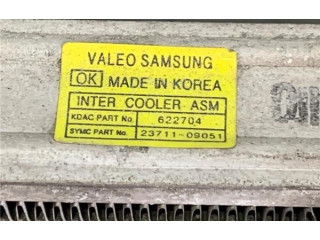 VALEO SAMSUNG
OK MADE IN KOREA
INTER COOLER ASM
KDAC PART No. 622704
SYMC PART No. 23711-09051